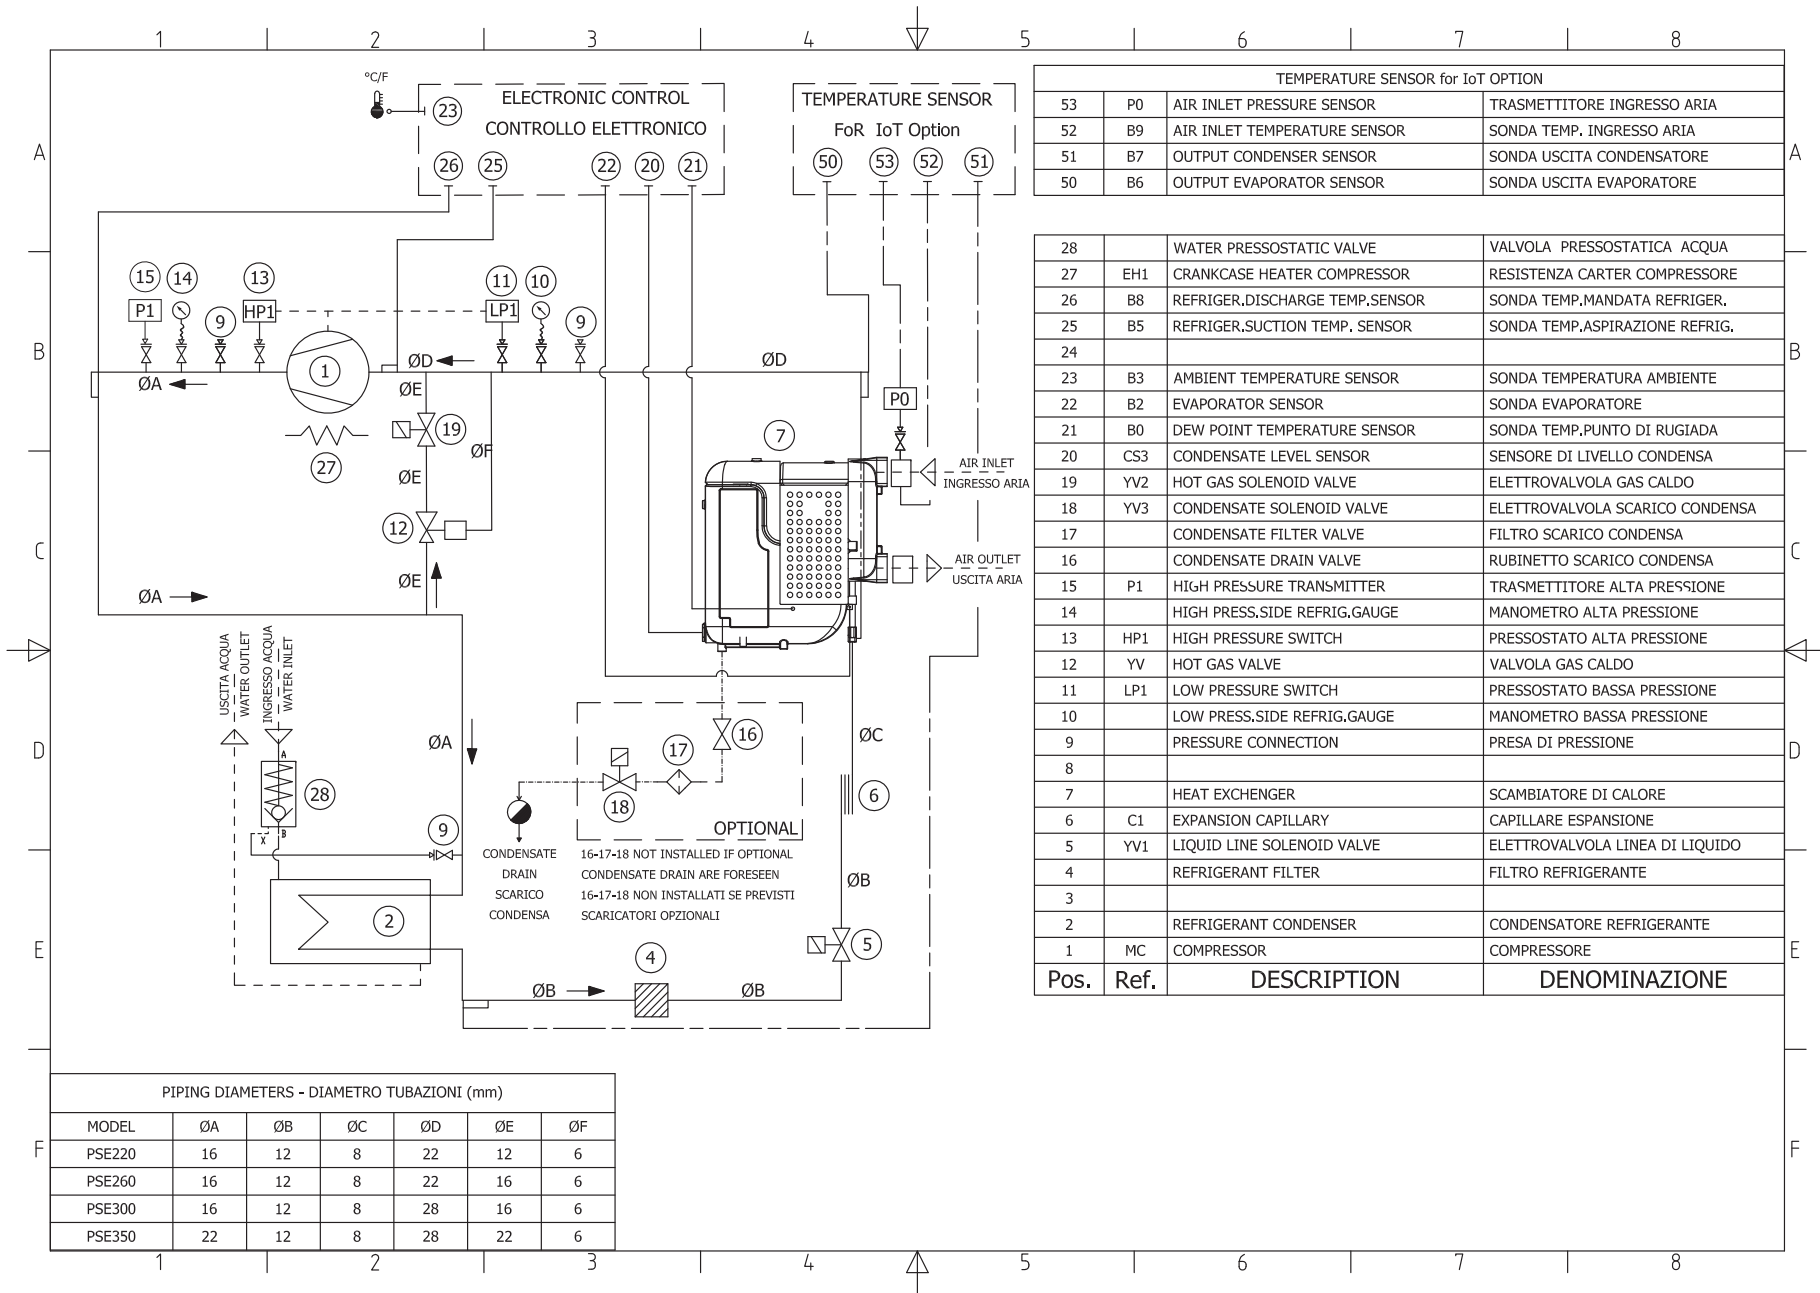 1 2 3 4 5 6 7 8
A
B
C
D
E
F
°C/F
23
ELECTRONIC CONTROL
CONTROLLO ELETTRONICO
26 25 22 20 21
TEMPERATURE SENSOR
FoR IoT Option
50 53 52 51
15 14 13 11 10
P1 9 HP1 LP1 9
1
ØA ØD ØD
ØE
19
ØF
27
ØE
12
ØE
ØA
P0
7
AIR INLET
INGRESSO ARIA
AIR OUTLET
USCITA ARIA
USCITA ACQUA
WATER OUTLET
INGRESSO ACQUA
WATER INLET
A
28
X B
ØA
9
2
16
17
18
OPTIONAL
CONDENSATE
DRAIN
SCARICO
CONDENSA
16-17-18 NOT INSTALLED IF OPTIONAL
CONDENSATE DRAIN ARE FORESEEN
16-17-18 NON INSTALLATI SE PREVISTI
SCARICATORI OPZIONALI
ØC
6
ØB
5
4
ØB ØB
TEMPERATURE SENSOR for IoT OPTION
53 P0 AIR INLET PRESSURE SENSOR TRASMETTITORE INGRESSO ARIA
52 B9 AIR INLET TEMPERATURE SENSOR SONDA TEMP. INGRESSO ARIA
51 B7 OUTPUT CONDENSER SENSOR SONDA USCITA CONDENSATORE
50 B6 OUTPUT EVAPORATOR SENSOR SONDA USCITA EVAPORATORE
28 WATER PRESSOSTATIC VALVE VALVOLA PRESSOSTATICA ACQUA
27 EH1 CRANKCASE HEATER COMPRESSOR RESISTENZA CARTER COMPRESSORE
26 B8 REFRIGER.DISCHARGE TEMP.SENSOR SONDA TEMP.MANDATA REFRIGER.
25 B5 REFRIGER.SUCTION TEMP. SENSOR SONDA TEMP.ASPIRAZIONE REFRIG.
24
23 B3 AMBIENT TEMPERATURE SENSOR SONDA TEMPERATURA AMBIENTE
22 B2 EVAPORATOR SENSOR SONDA EVAPORATORE
21 B0 DEW POINT TEMPERATURE SENSOR SONDA TEMP.PUNTO DI RUGIADA
20 CS3 CONDENSATE LEVEL SENSOR SENSORE DI LIVELLO CONDENSA
19 YV2 HOT GAS SOLENOID VALVE ELETTROVALVOLA GAS CALDO
18 YV3 CONDENSATE SOLENOID VALVE ELETTROVALVOLA SCARICO CONDENSA
17 CONDENSATE FILTER VALVE FILTRO SCARICO CONDENSA
16 CONDENSATE DRAIN VALVE RUBINETTO SCARICO CONDENSA
15 P1 HIGH PRESSURE TRANSMITTER TRASMETTITORE ALTA PRESSIONE
14 HIGH PRESS.SIDE REFRIG.GAUGE MANOMETRO ALTA PRESSIONE
13 HP1 HIGH PRESSURE SWITCH PRESSOSTATO ALTA PRESSIONE
12 YV HOT GAS VALVE VALVOLA GAS CALDO
11 LP1 LOW PRESSURE SWITCH PRESSOSTATO BASSA PRESSIONE
10 LOW PRESS.SIDE REFRIG.GAUGE MANOMETRO BASSA PRESSIONE
9 PRESSURE CONNECTION PRESA DI PRESSIONE
8
7 HEAT EXCHENGER SCAMBIATORE DI CALORE
6 C1 EXPANSION CAPILLARY CAPILLARE ESPANSIONE
5 YV1 LIQUID LINE SOLENOID VALVE ELETTROVALVOLA LINEA DI LIQUIDO
4 REFRIGERANT FILTER FILTRO REFRIGERANTE
3
2 REFRIGERANT CONDENSER CONDENSATORE REFRIGERANTE
1 MC COMPRESSOR COMPRESSORE
Pos. Ref. DESCRIPTION DENOMINAZIONE
PIPING DIAMETERS - DIAMETRO TUBAZIONI (mm)
MODEL ØA ØB ØC ØD ØE ØF
PSE220 16 12 8 22 12 6
PSE260 16 12 8 22 16 6
PSE300 16 12 8 28 16 6
PSE350 22 12 8 28 22 6
A
B
C
D
E
F
1 2 3 4 5 6 7 8